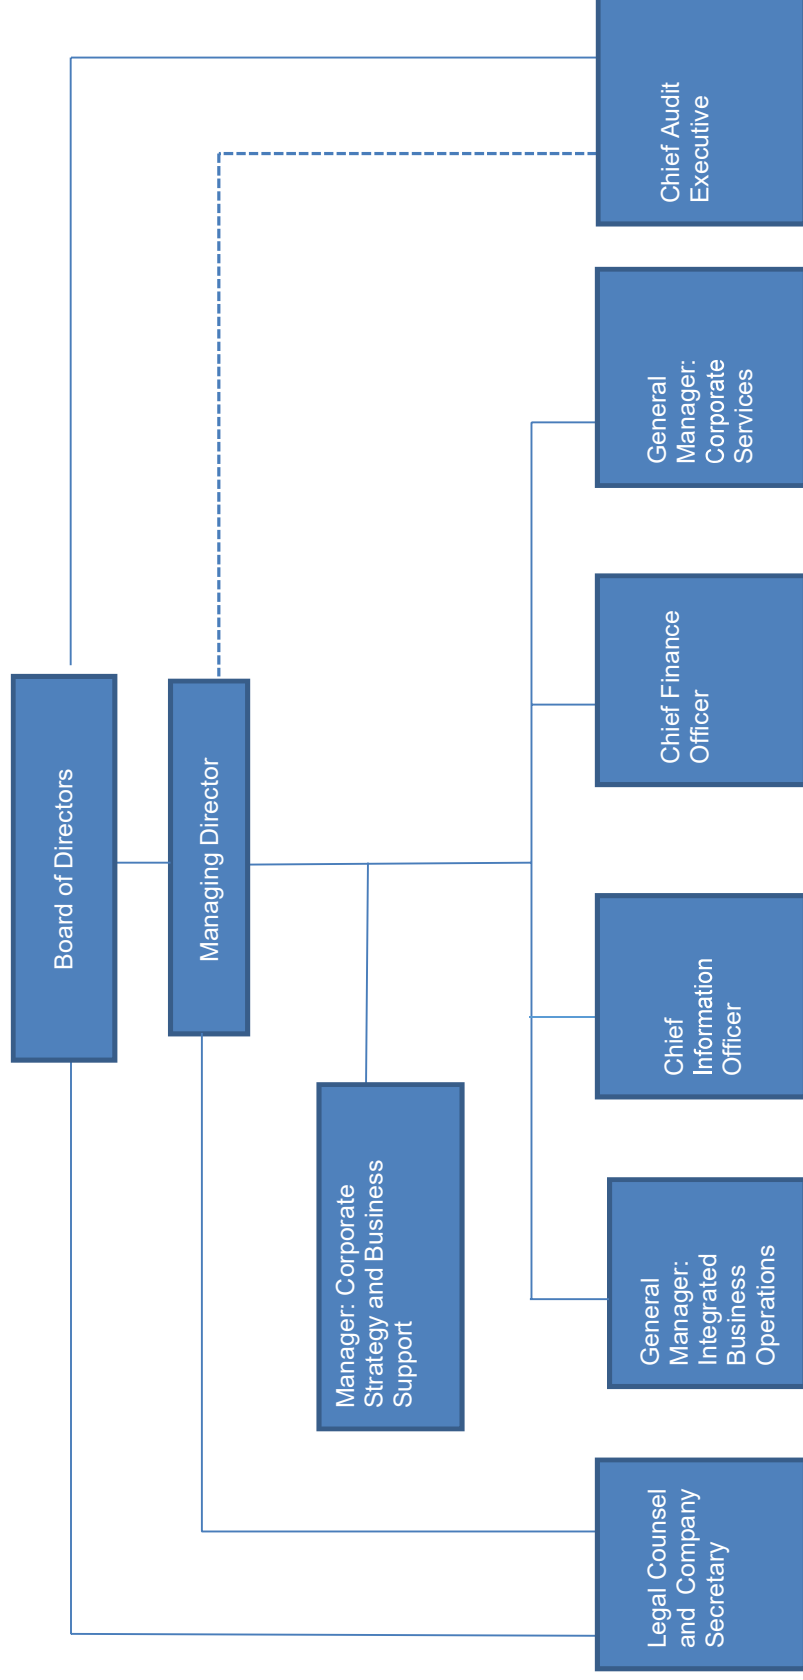 Board of Directors
Managing Director
Manager: Corporate
Strategy and Business
Support
Legal Counsel
and Company
Secretary
General
Manager:
Integrated
Business
Operations
Chief
Information
Officer
Chief Finance
Officer
General
Manager:
Corporate
Services
Chief Audit
Executive